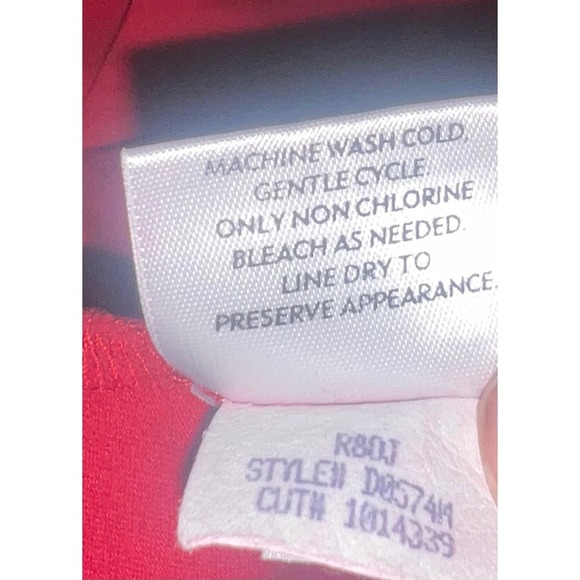 MACHINE WASH COLD,
GENTLE CYCLE.
ONLY NON CHLORINE
BLEACH AS NEEDED.
LINE DRY TO
PRESERVE APPEARANCE.
R80J
STYLE# D0574M
CUT# 1014339